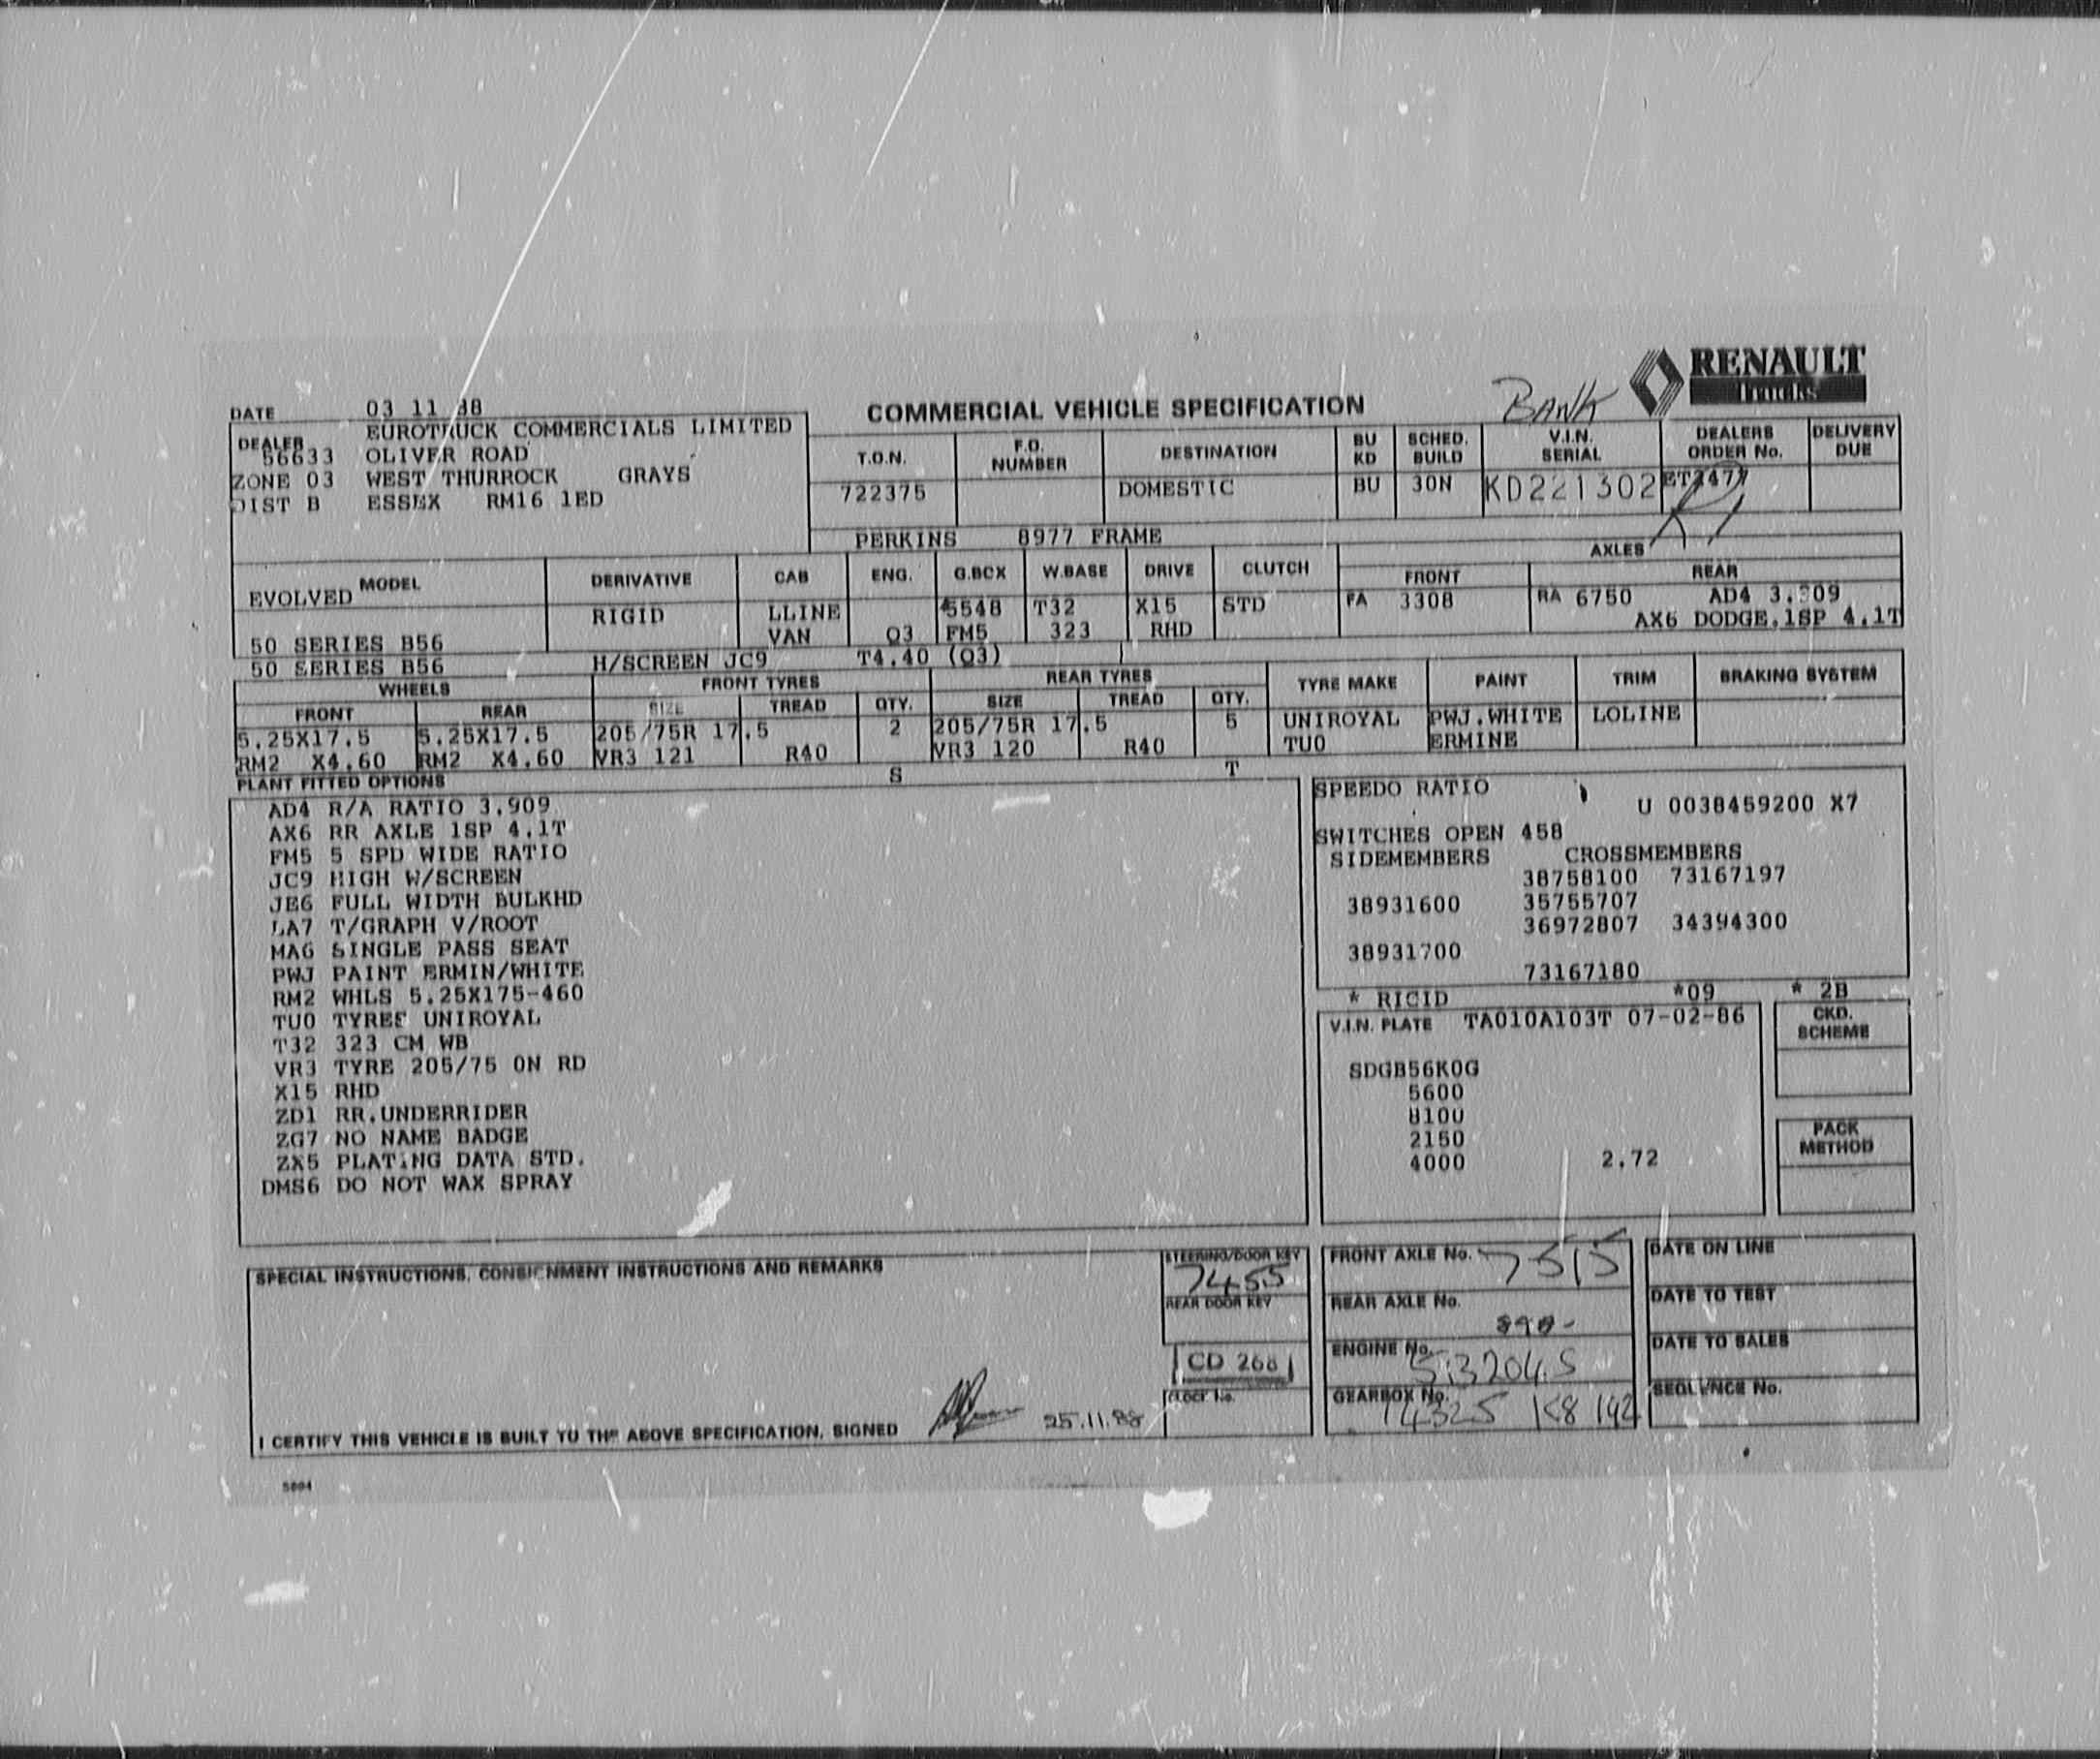 RENAULT
Trucks
BANK
COMMERCIAL VEHICLE SPECIFICATION
DATE 03 11 88
DEALER 56633 EUROTRUCK COMMERCIALS LIMITED
OLIVER ROAD
ZONE 03 WEST THURROCK GRAYS
DIST B ESSEX RM16 1ED
T.O.N. F.O. NUMBER DESTINATION BU KD SCHED. BUILD V.I.N. SERIAL DEALERS ORDER No. DELIVERY DUE
722375 DOMESTIC BU 30N KD221302
PERKINS 8977 FRAME
AXLES
MODEL DERIVATIVE CAB ENG. G.BOX W.BASE DRIVE CLUTCH FRONT REAR
EVOLVED RIGID LLINE 5548 T32 X15 STD FA 3308 RA 6750 AD4 3.909
50 SERIES B56 VAN Q3 FM5 323 RHD AX6 DODGE.1SP 4.1T
50 SERIES B56 H/SCREEN JC9 T4.40 (Q3)
WHEELS FRONT TYRES REAR TYRES TYRE MAKE PAINT TRIM BRAKING SYSTEM
FRONT REAR SIZE TREAD QTY. SIZE TREAD QTY.
5.25X17.5 5.25X17.5 205/75R 17.5 2 205/75R 17.5 5 UNIROYAL PWJ.WHITE LOLINE
RM2 X4.60 RM2 X4.60 VR3 121 R40 VR3 120 R40 TU0 ERMINE
S T
PLANT FITTED OPTIONS
AD4 R/A RATIO 3.909
AX6 RR AXLE 1SP 4.1T
FM5 5 SPD WIDE RATIO
JC9 HIGH W/SCREEN
JE6 FULL WIDTH BULKHD
LA7 T/GRAPH V/ROOT
MA6 SINGLE PASS SEAT
PWJ PAINT ERMIN/WHITE
RM2 WHLS 5.25X175-460
TU0 TYRES UNIROYAL
T32 323 CM WB
VR3 TYRE 205/75 ON RD
X15 RHD
ZD1 RR.UNDERRIDER
ZG7 NO NAME BADGE
ZX5 PLATING DATA STD.
DMS6 DO NOT WAX SPRAY
SPEEDO RATIO
U 0038459200 X7
SWITCHES OPEN 458
SIDEMEMBERS CROSSMEMBERS
38758100 73167197
38931600 35755707
36972807 34394300
38931700
73167180
* RIGID *09 * 2B
V.I.N. PLATE TA010A103T 07-02-86
SDGB56K0G
5600
8100
2150
4000 2.72
CKD. SCHEME
PACK METHOD
SPECIAL INSTRUCTIONS, CONSIGNMENT INSTRUCTIONS AND REMARKS
STEERING/DOOR KEY
7455
REAR DOOR KEY
CD 268
CLOCK No.
FRONT AXLE No. 7515
REAR AXLE No.
ENGINE No.
GEARBOX No. 14325 K8 142
DATE ON LINE
DATE TO TEST
DATE TO SALES
SEQUENCE No.
I CERTIFY THIS VEHICLE IS BUILT TO THE ABOVE SPECIFICATION, SIGNED 25.11.88